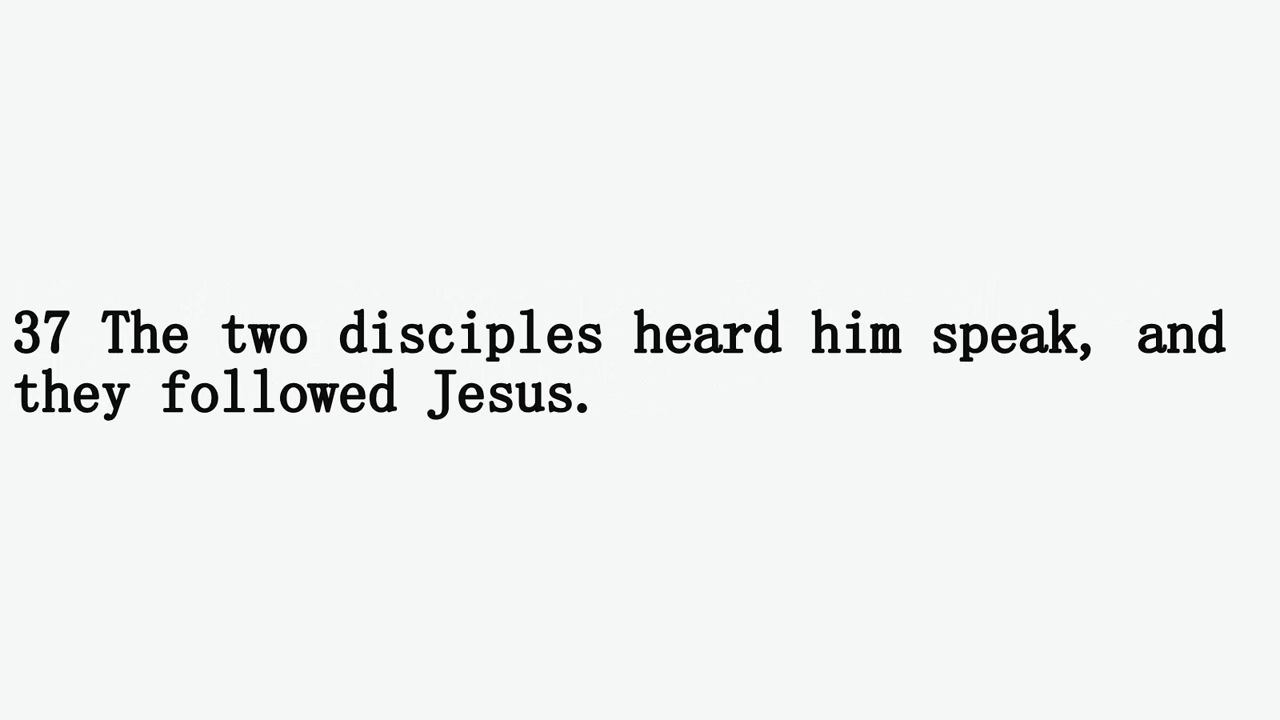 37 The two disciples heard him speak, and
they followed Jesus.